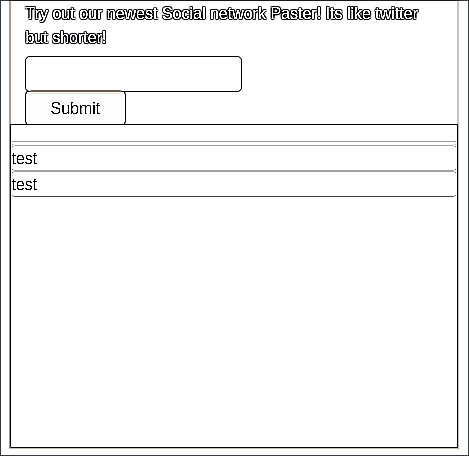 Try out our newest Social network Paster! Its like twitter
but shorter!
Submit
test
test